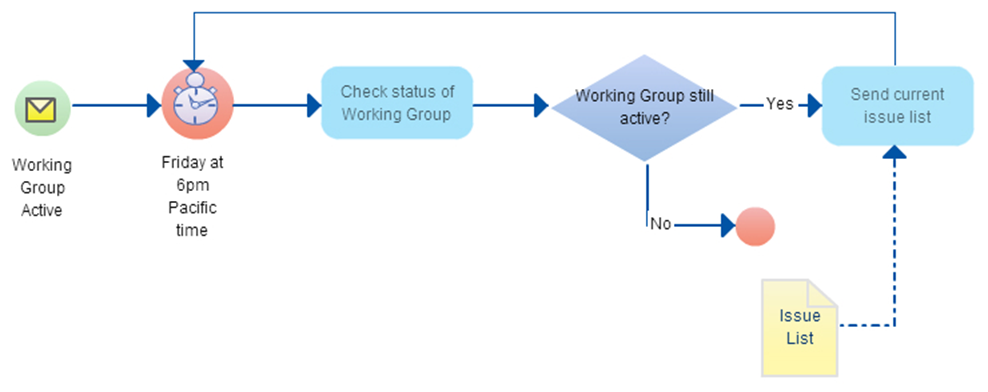 Working
Group
Active
Friday at
6pm
Pacific
time
Check status of
Working Group
Working Group still
active?
Yes
No
Send current
issue list
Issue
List